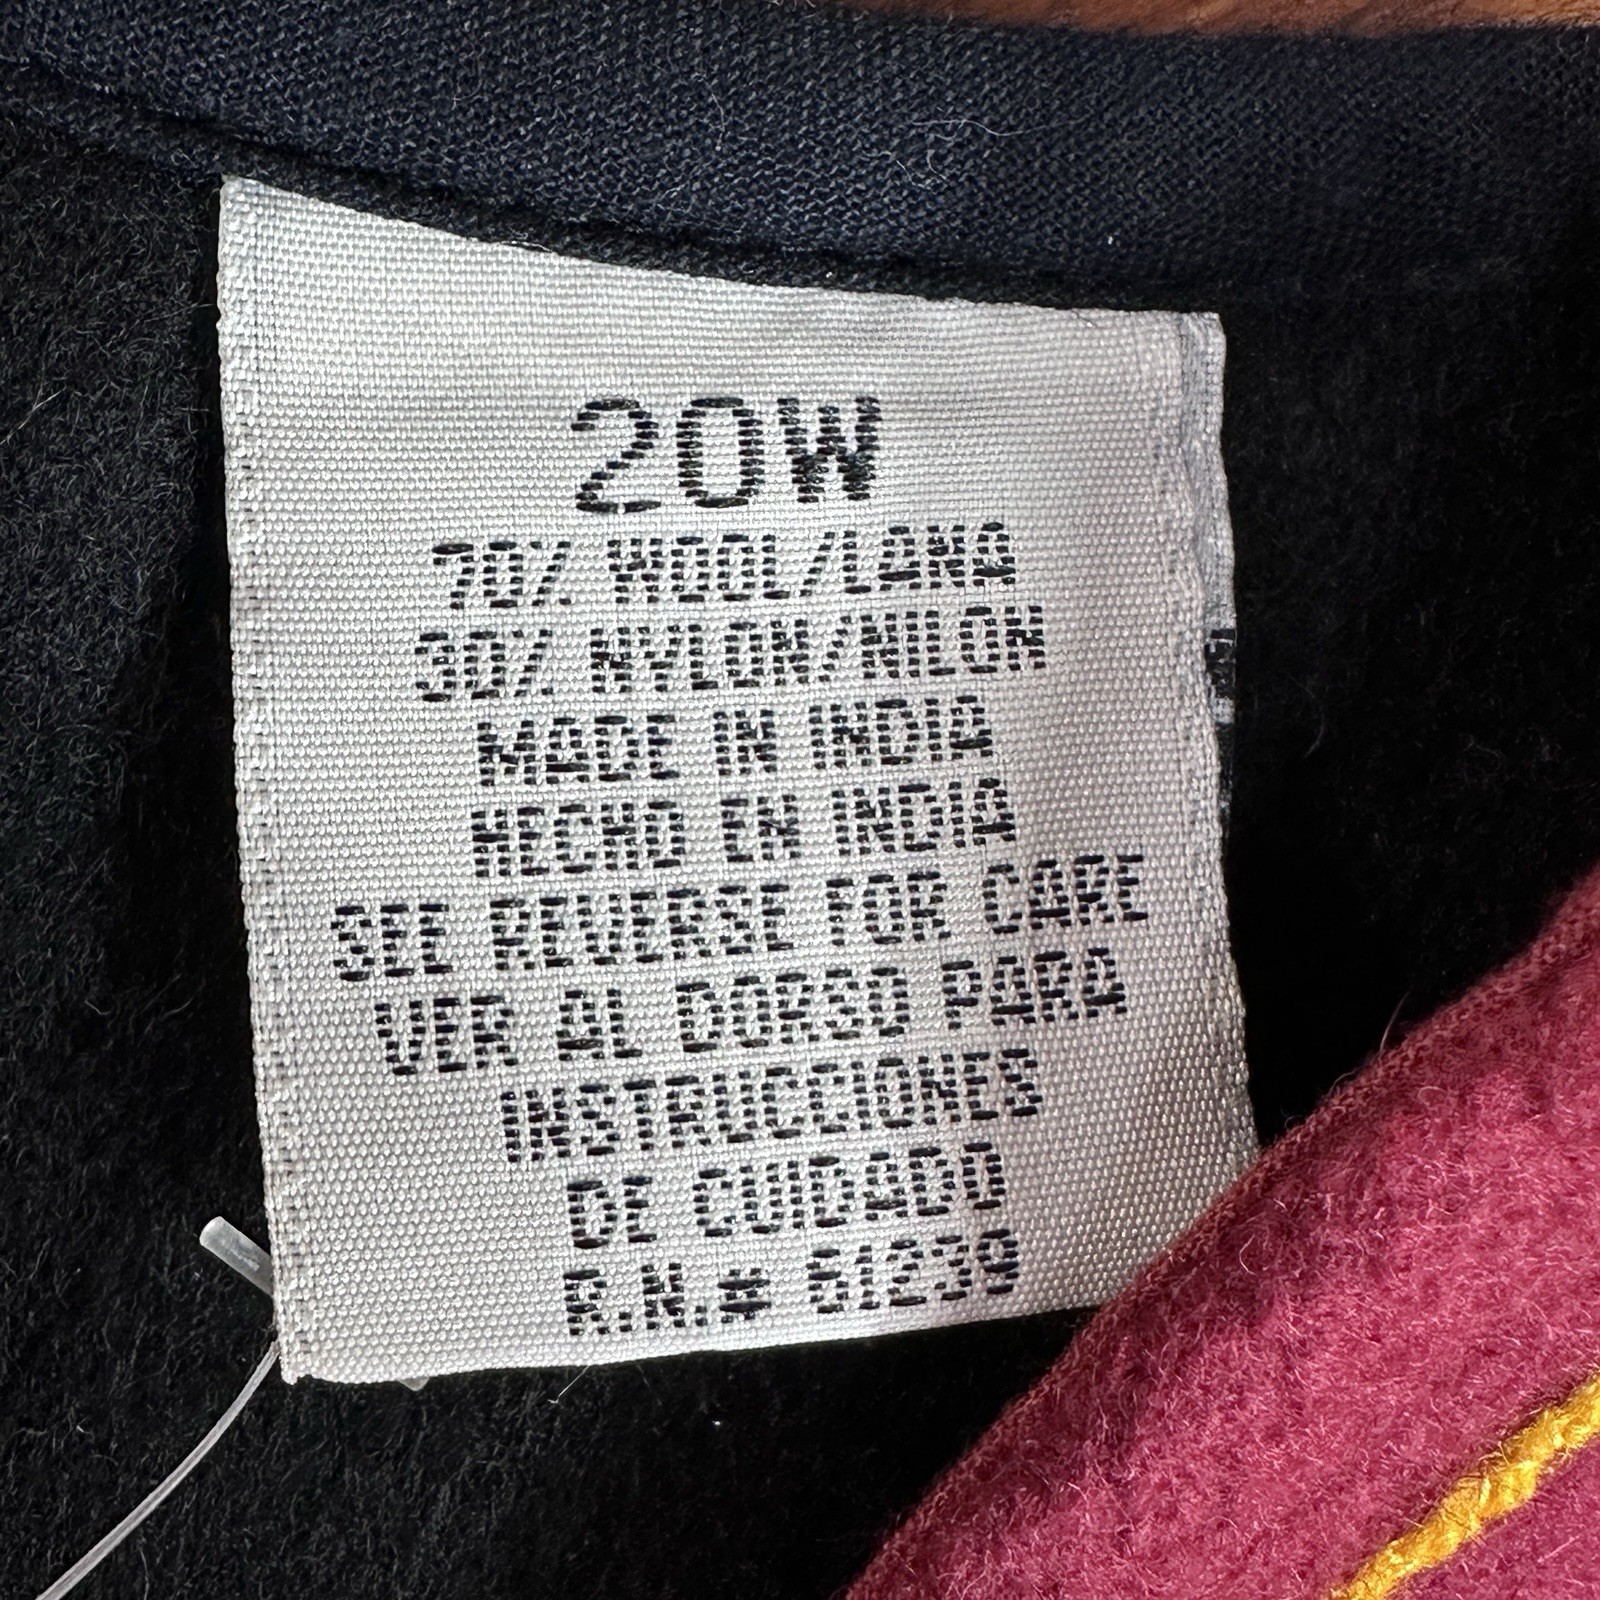 20W
70% WOOL/LANA
30% NYLON/NILON
MADE IN INDIA
HECHO EN INDIA
SEE REVERSE FOR CARE
VER AL DORSO PARA
INSTRUCCIONES
DE CUIDADO
R.N.# 61239